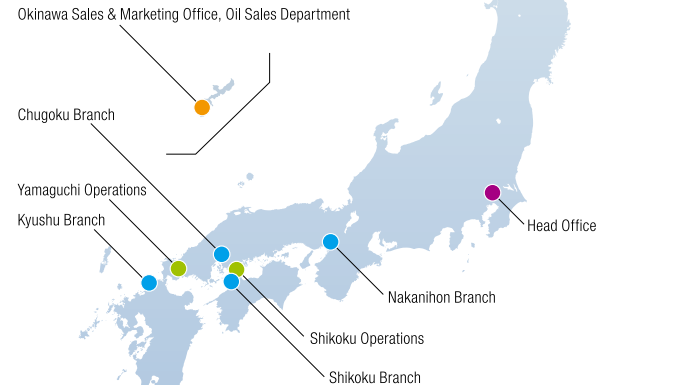 Okinawa Sales & Marketing Office, Oil Sales Department
Chugoku Branch
Yamaguchi Operations
Kyushu Branch
Head Office
Nakanihon Branch
Shikoku Operations
Shikoku Branch